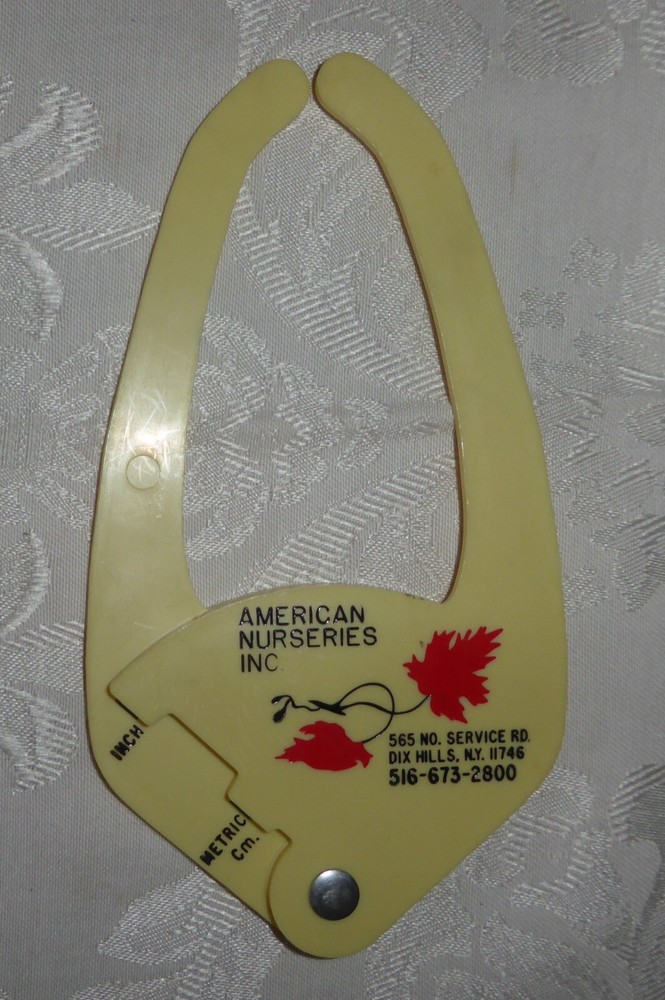 AMERICAN
NURSERIES
INC.
565 NO. SERVICE RD.
DIX HILLS, N.Y. 11746
516-673-2800
INCH
METRIC
Cm.